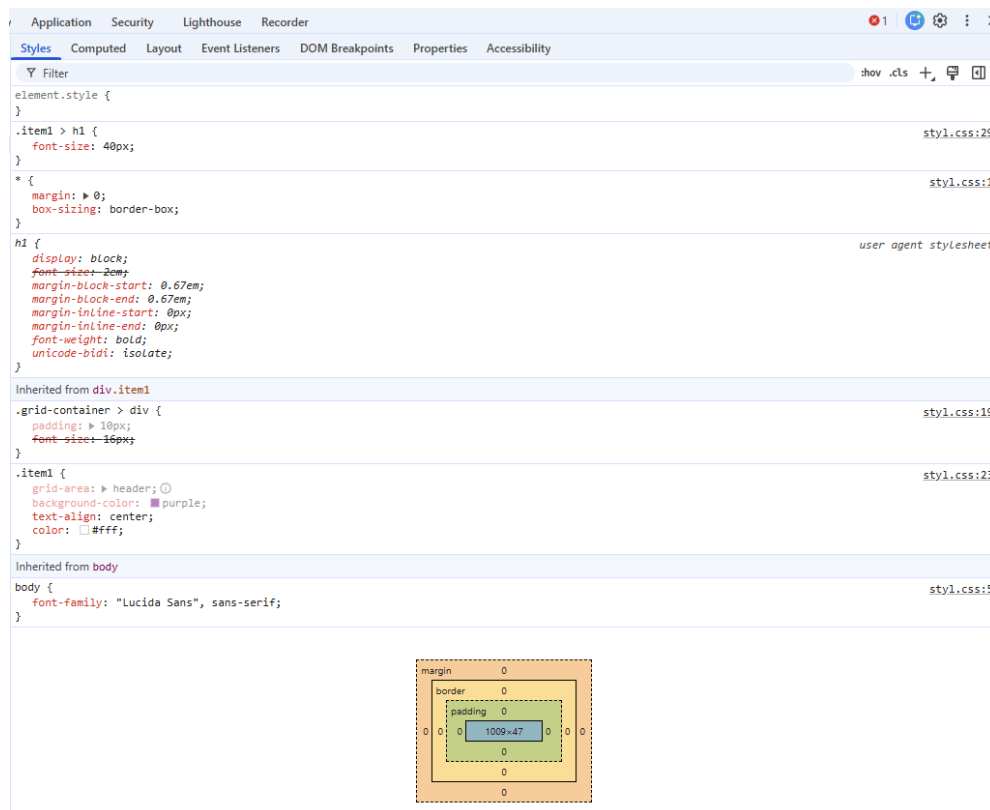 Application Security Lighthouse Recorder 1
Styles Computed Layout Event Listeners DOM Breakpoints Properties Accessibility
Filter :hov .cls
element.style {
}
.item1 > h1 { styl.css:29
font-size: 40px;
}
* { styl.css:1
margin: 0;
box-sizing: border-box;
}
h1 { user agent stylesheet
display: block;
font-size: 2em;
margin-block-start: 0.67em;
margin-block-end: 0.67em;
margin-inline-start: 0px;
margin-inline-end: 0px;
font-weight: bold;
unicode-bidi: isolate;
}
Inherited from div.item1
.grid-container > div { styl.css:19
padding: 10px;
font-size: 16px;
}
.item1 { styl.css:23
grid-area: header;
background-color: purple;
text-align: center;
color: #fff;
}
Inherited from body
body { styl.css:5
font-family: "Lucida Sans", sans-serif;
}
margin 0
border 0
padding 0
0 0 0 1009×47 0 0 0
0
0
0